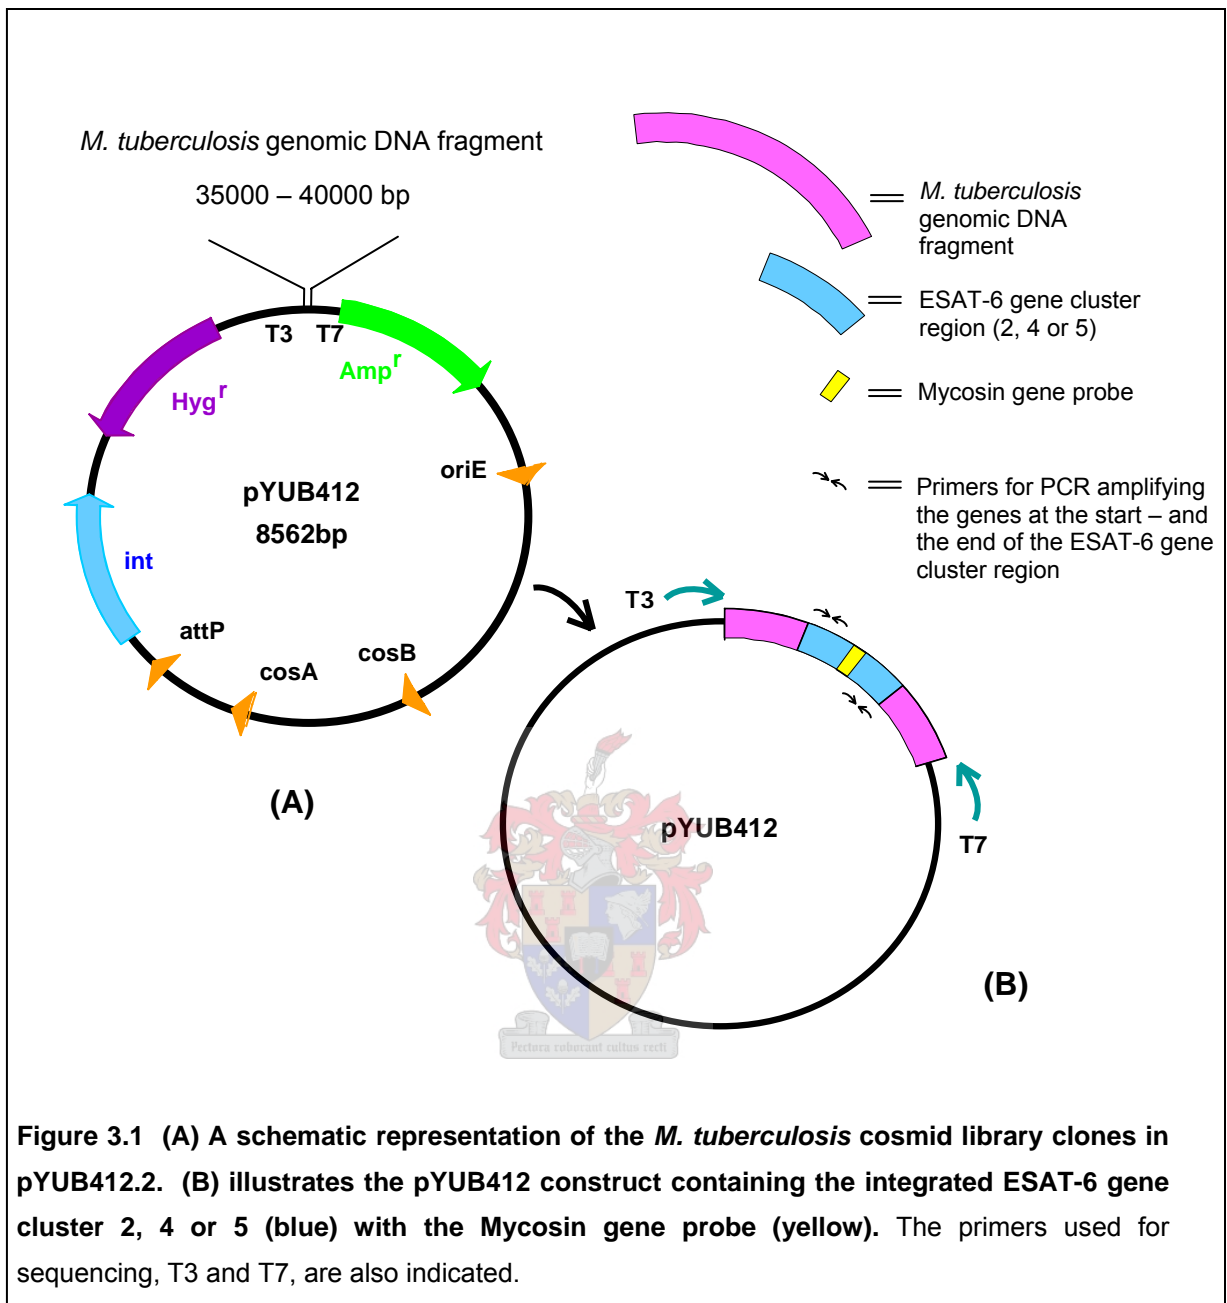 M. tuberculosis genomic DNA fragment
35000 – 40000 bp
T3 T7
Amp^r
Hyg^r
oriE
pYUB412
8562bp
int
attP
cosA
cosB
(A)
M. tuberculosis
genomic DNA
fragment
ESAT-6 gene cluster
region (2, 4 or 5)
Mycosin gene probe
Primers for PCR amplifying
the genes at the start – and
the end of the ESAT-6 gene
cluster region
T3
pYUB412
T7
(B)
Pectora roborant cultus recti
Figure 3.1 (A) A schematic representation of the M. tuberculosis cosmid library clones in
pYUB412.2. (B) illustrates the pYUB412 construct containing the integrated ESAT-6 gene
cluster 2, 4 or 5 (blue) with the Mycosin gene probe (yellow). The primers used for
sequencing, T3 and T7, are also indicated.